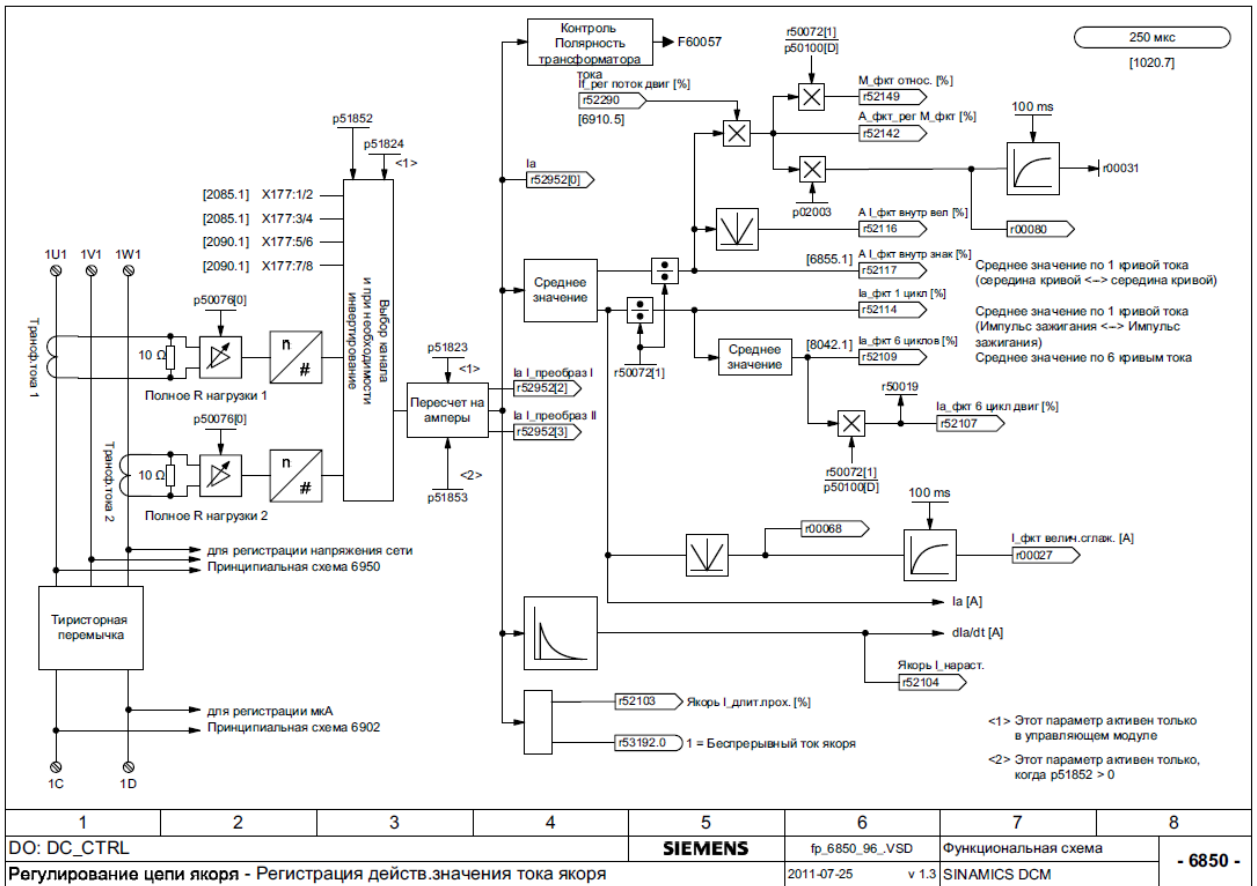 Контроль
Полярность
трансформатора
тока
F60057
r50072[1]
p50100[D]
250 мкс
[1020.7]
If_рег поток двиг [%]
r52290
[6910.5]
М_фкт относ. [%]
r52149
А_фкт_рег М_фкт [%]
r52142
100 ms
r00031
p02003
r00080
p51852
p51824
<1>
Ia
r52952[0]
[2085.1] X177:1/2
[2085.1] X177:3/4
[2090.1] X177:5/6
[2090.1] X177:7/8
A I_фкт внутр вел [%]
r52116
1U1 1V1 1W1
Среднее
значение
[6855.1] A I_фкт внутр знак [%]
r52117
Среднее значение по 1 кривой тока
(середина кривой <--> середина кривой)
Ia_фкт 1 цикл [%]
r52114
Среднее значение по 1 кривой тока
(Импульс зажигания <--> Импульс
зажигания)
r50072[1]
Среднее
значение
[8042.1] Ia_фкт 6 циклов [%]
r52109
Среднее значение по 6 кривым тока
r50019
Ia_фкт 6 цикл двиг [%]
r52107
r50072[1]
p50100[D]
p50076[0]
Трансф.тока 1
10 Ω
n
#
Полное R нагрузки 1
Выбор канала
и при необходимости
инвертирование
p51823
<1>
Пересчет на
амперы
Ia I_преобраз I
r52952[2]
Ia I_преобраз II
r52952[3]
<2>
p51853
p50076[0]
Трансф.тока 2
10 Ω
n
#
Полное R нагрузки 2
100 ms
r00068
I_фкт велич.сглаж. [A]
r00027
для регистрации напряжения сети
Принципиальная схема 6950
Ia [A]
Тиристорная
перемычка
dIa/dt [A]
Якорь I_нараст.
r52104
для регистрации мкА
Принципиальная схема 6902
r52103
Якорь I_длит.прох. [%]
r53192.0
1 = Беспрерывный ток якоря
<1> Этот параметр активен только
в управляющем модуле
<2> Этот параметр активен только,
когда p51852 > 0
1C 1D
1 2 3 4 5 6 7 8
DO: DC_CTRL
SIEMENS
fp_6850_96_.VSD
Функциональная схема
- 6850 -
Регулирование цепи якоря - Регистрация действ.значения тока якоря
2011-07-25 v 1.3
SINAMICS DCM